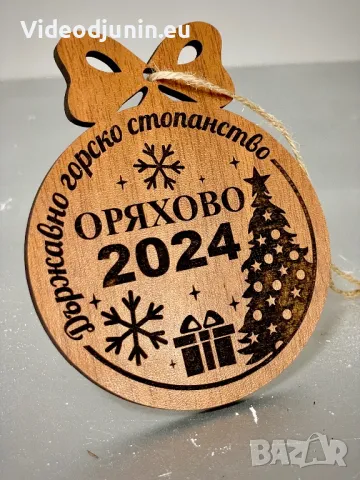 Videodjunin.eu
Държавно горско стопанство
ОРЯХОВО
2024
BAZAR